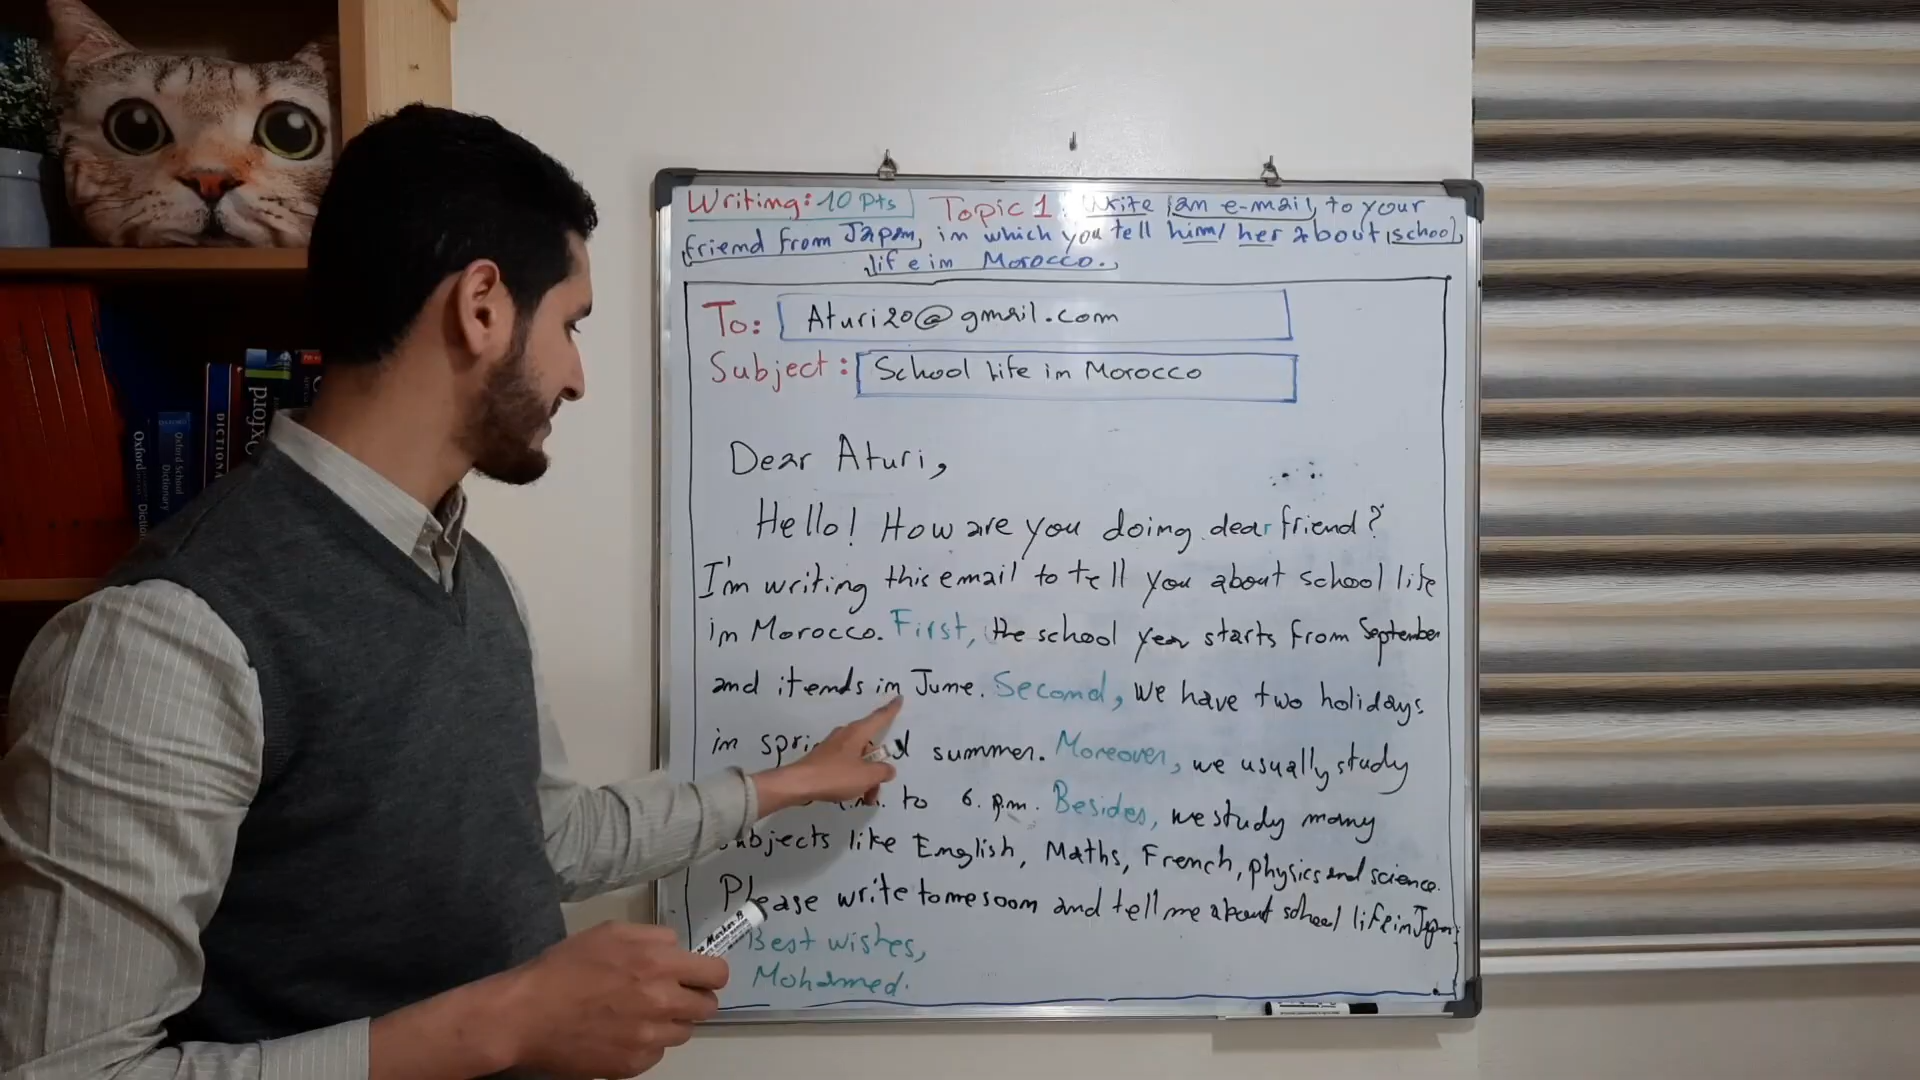 Writing: 10 Pts Topic 1: Write an e-mail to your
friend from Japan, in which you tell him/her about school
life in Morocco.
To: Aturi20@gmail.com
Subject: School life in Morocco
Dear Aturi,
Hello! How are you doing dear friend?
I'm writing this email to tell you about school life
in Morocco. First, the school year starts from September
and it ends in June. Second, we have two holidays
in summer. Moreover, we usually study
to 6. p.m. Besides, we study many
subjects like English, Maths, French, physics and science.
Please write to me soon and tell me about school life in Japan.
Best wishes,
Mohamed.
Oxford
Oxford School
Dictionary